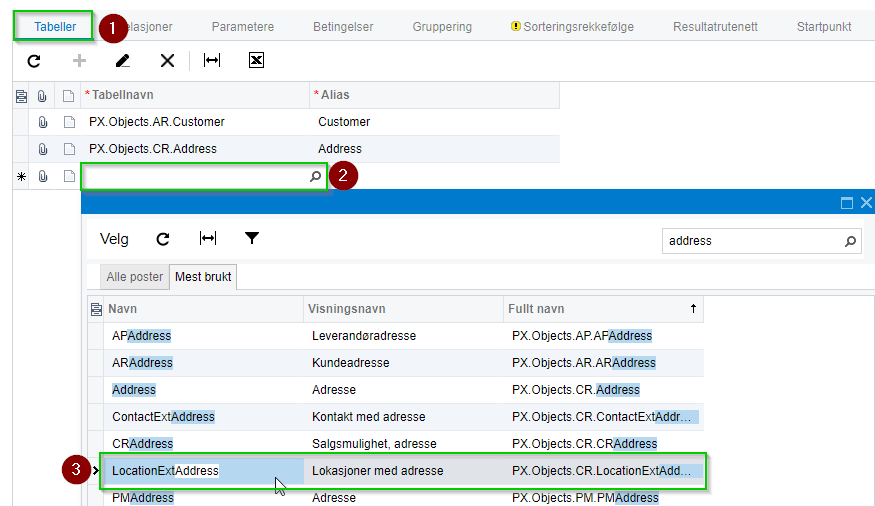 Tabeller 1 elasjoner Parametere Betingelser Gruppering Sorteringsrekkefølge Resultatrutenett Startpunkt
* Tabellnavn * Alias
PX.Objects.AR.Customer Customer
PX.Objects.CR.Address Address
2
Velg address
Alle poster Mest brukt
Navn Visningsnavn Fullt navn
APAddress Leverandøradresse PX.Objects.AP.APAddress
ARAddress Kundeadresse PX.Objects.AR.ARAddress
Address Adresse PX.Objects.CR.Address
ContactExtAddress Kontakt med adresse PX.Objects.CR.ContactExtAddr...
CRAddress Salgsmulighet, adresse PX.Objects.CR.CRAddress
3 LocationExtAddress Lokasjoner med adresse PX.Objects.CR.LocationExtAdd...
PMAddress Adresse PX.Objects.PM.PMAddress